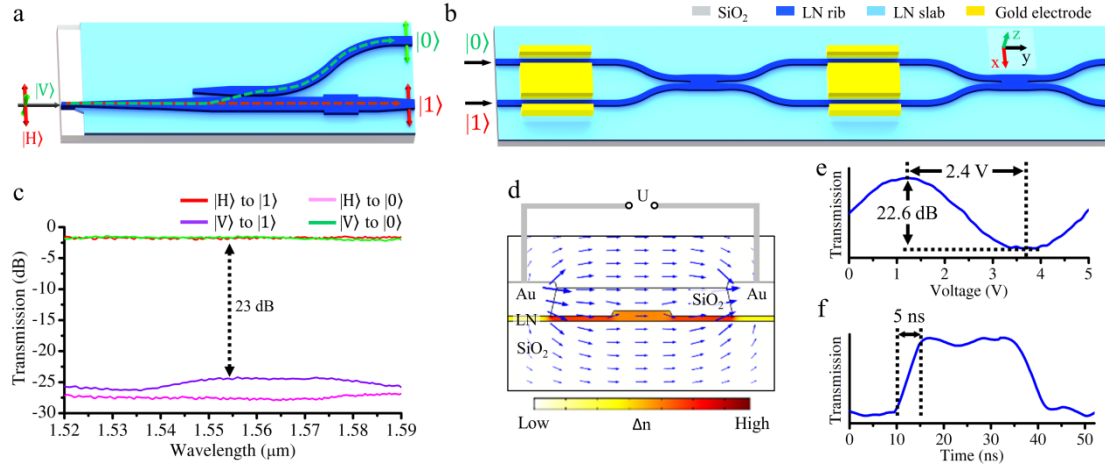 a
|V⟩
|H⟩
|0⟩
|1⟩
b
SiO₂
LN rib
LN slab
Gold electrode
|0⟩
|1⟩
z
y
x
c
|H⟩ to |1⟩
|H⟩ to |0⟩
|V⟩ to |1⟩
|V⟩ to |0⟩
Transmission (dB)
0
-5
-10
-15
-20
-25
-30
23 dB
1.52 1.53 1.54 1.55 1.56 1.57 1.58 1.59
Wavelength (μm)
d
U
Au
SiO₂
Au
LN
SiO₂
Low Δn High
e
Transmission
2.4 V
22.6 dB
0 1 2 3 4 5
Voltage (V)
f
Transmission
5 ns
0 10 20 30 40 50
Time (ns)